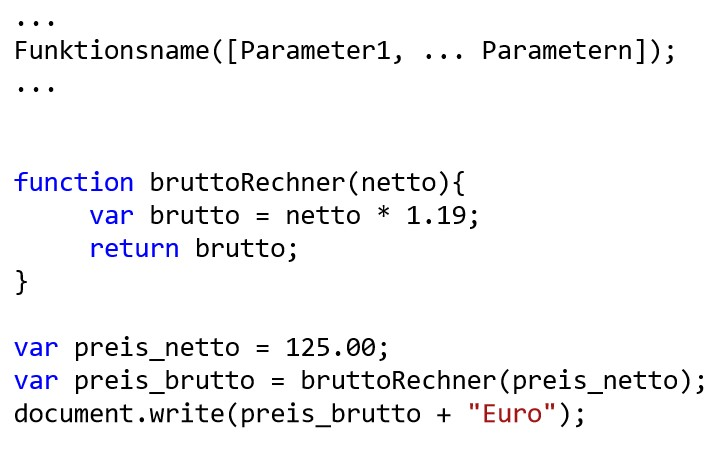 ...
Funktionsname([Parameter1, ... Parametern]);
...
function bruttoRechner(netto){
var brutto = netto * 1.19;
return brutto;
}
var preis_netto = 125.00;
var preis_brutto = bruttoRechner(preis_netto);
document.write(preis_brutto + "Euro");